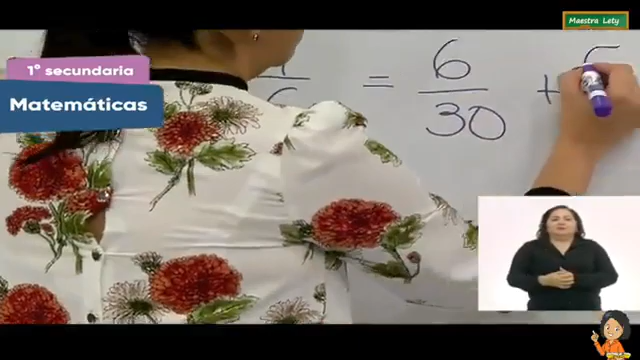 Maestra Lety
1° secundaria
Matemáticas
= 6/30 +